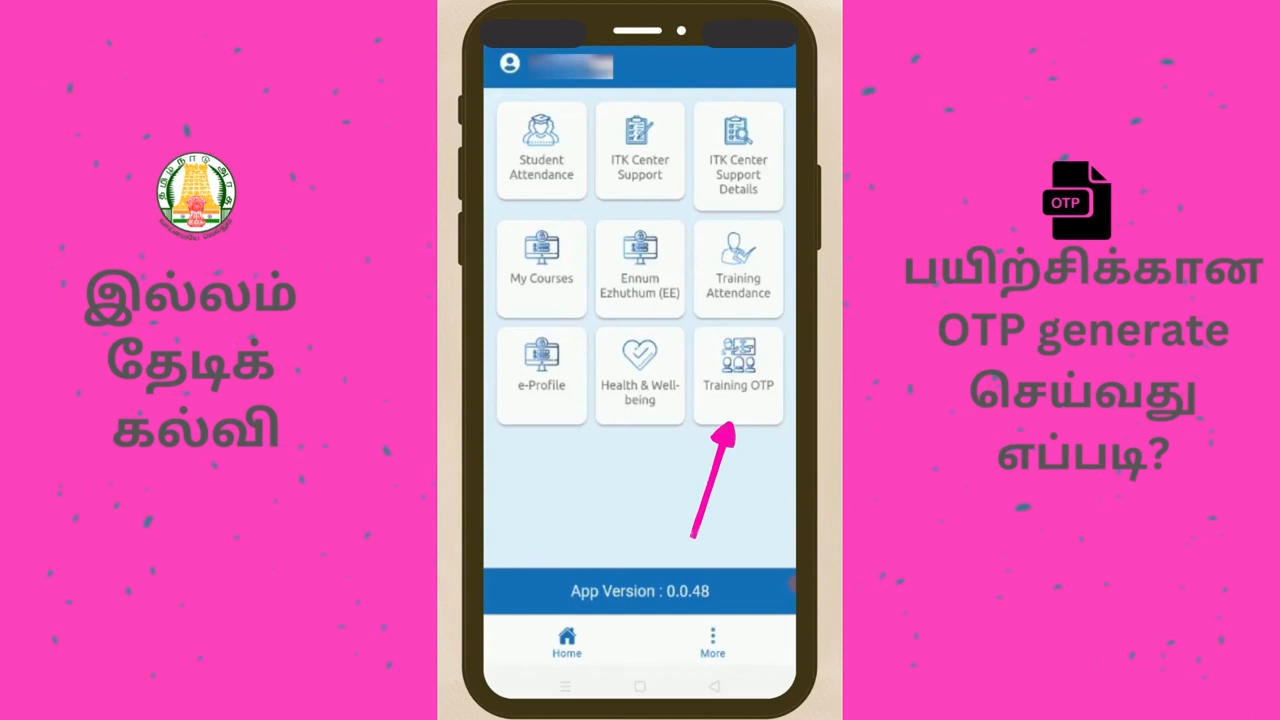 தமிழ்நாடு அரசு
வாய்மையே வெல்லும்
இல்லம்
தேடிக்
கல்வி
Student
Attendance
ITK Center
Support
ITK Center
Support
Details
My Courses
Ennum
Ezhuthum (EE)
Training
Attendance
e-Profile
Health & Well-
being
Training OTP
App Version : 0.0.48
Home
More
OTP
பயிற்சிக்கான
OTP generate
செய்வது
எப்படி?